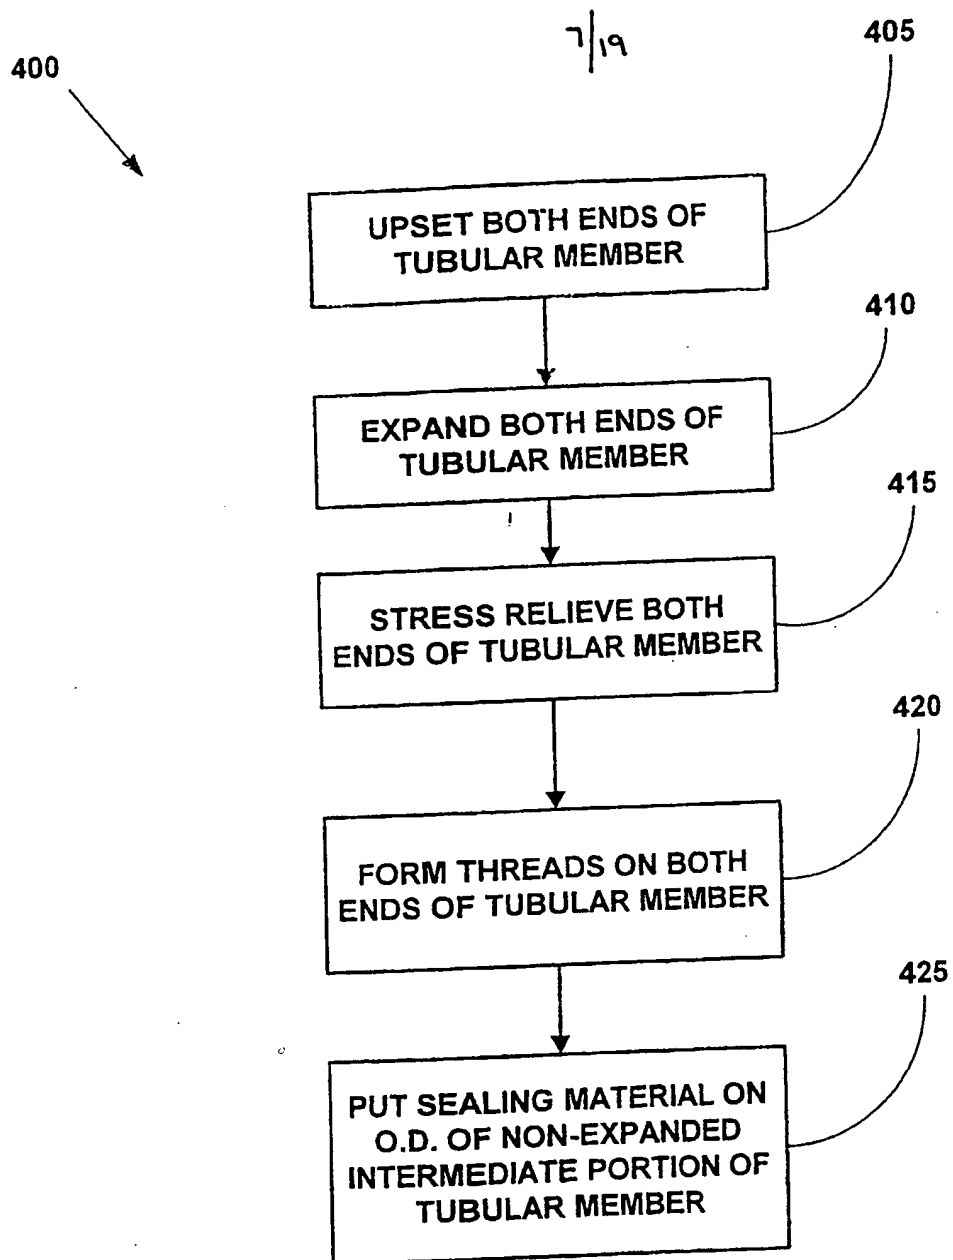 7/19
400
405
UPSET BOTH ENDS OF
TUBULAR MEMBER
410
EXPAND BOTH ENDS OF
TUBULAR MEMBER
415
STRESS RELIEVE BOTH
ENDS OF TUBULAR MEMBER
420
FORM THREADS ON BOTH
ENDS OF TUBULAR MEMBER
425
PUT SEALING MATERIAL ON
O.D. OF NON-EXPANDED
INTERMEDIATE PORTION OF
TUBULAR MEMBER